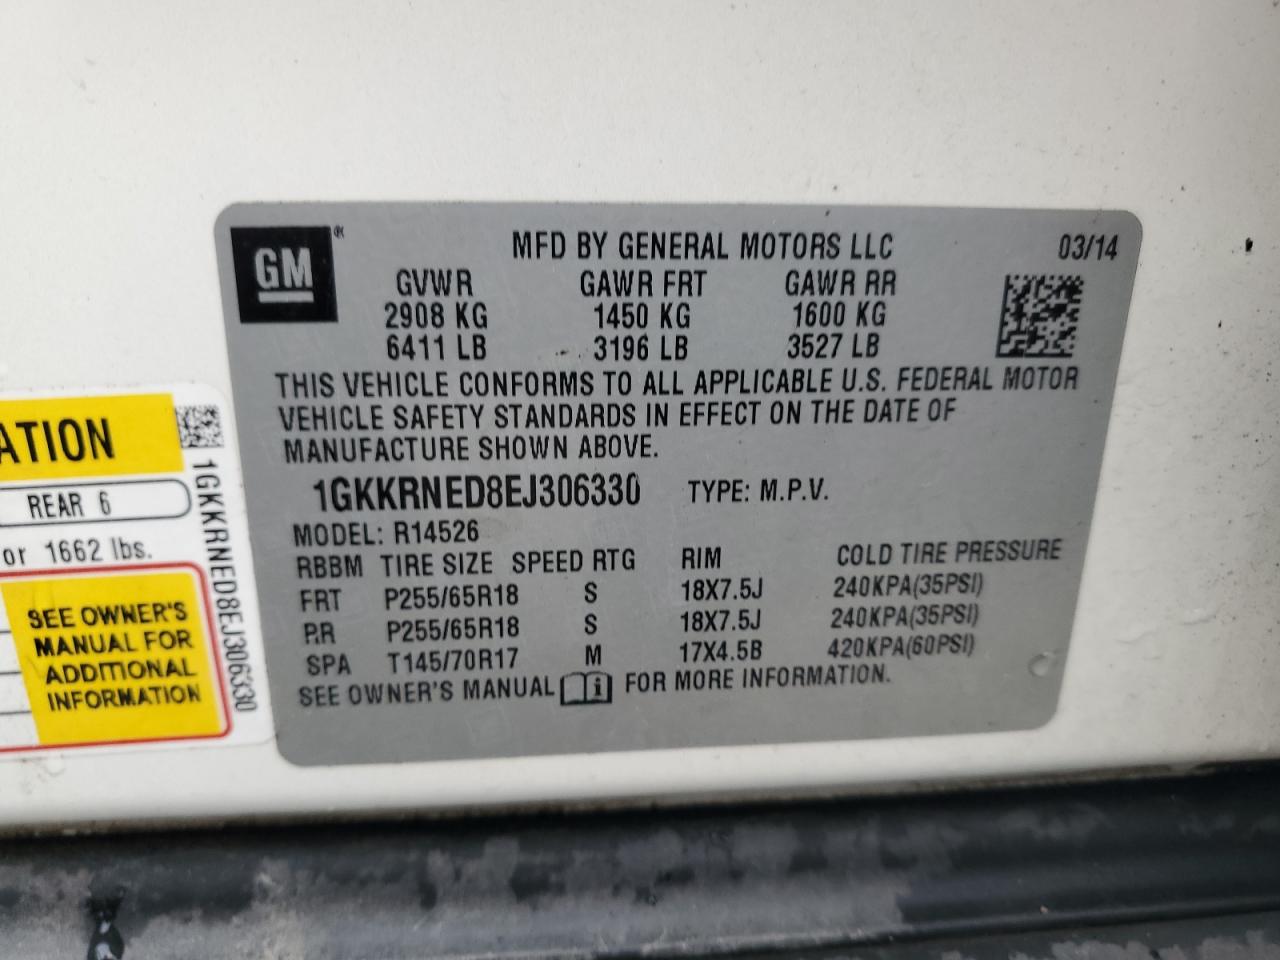 GM ®
MFD BY GENERAL MOTORS LLC 03/14
GVWR GAWR FRT GAWR RR
2908 KG 1450 KG 1600 KG
6411 LB 3196 LB 3527 LB
THIS VEHICLE CONFORMS TO ALL APPLICABLE U.S. FEDERAL MOTOR
VEHICLE SAFETY STANDARDS IN EFFECT ON THE DATE OF
MANUFACTURE SHOWN ABOVE.
1GKKRNED8EJ306330 TYPE: M.P.V.
MODEL: R14526
RBBM TIRE SIZE SPEED RTG RIM COLD TIRE PRESSURE
FRT P255/65R18 S 18X7.5J 240KPA(35PSI)
RR P255/65R18 S 18X7.5J 240KPA(35PSI)
SPA T145/70R17 M 17X4.5B 420KPA(60PSI)
SEE OWNER'S MANUAL FOR MORE INFORMATION.
ATION
REAR 6
or 1662 lbs.
SEE OWNER'S
MANUAL FOR
ADDITIONAL
INFORMATION
1GKKRNED8EJ306330